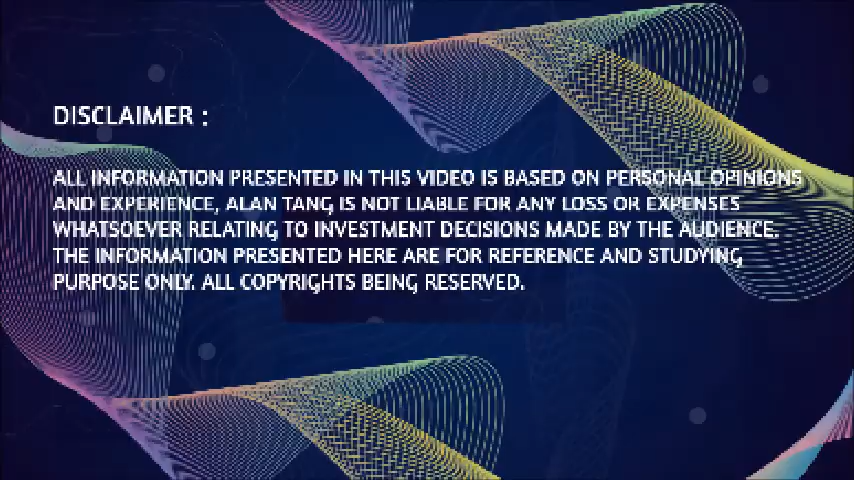 DISCLAIMER :
ALL INFORMATION PRESENTED IN THIS VIDEO IS BASED ON PERSONAL OPINIONS
AND EXPERIENCE, ALAN TANG IS NOT LIABLE FOR ANY LOSS OR EXPENSES
WHATSOEVER RELATING TO INVESTMENT DECISIONS MADE BY THE AUDIENCE.
THE INFORMATION PRESENTED HERE ARE FOR REFERENCE AND STUDYING
PURPOSE ONLY. ALL COPYRIGHTS BEING RESERVED.